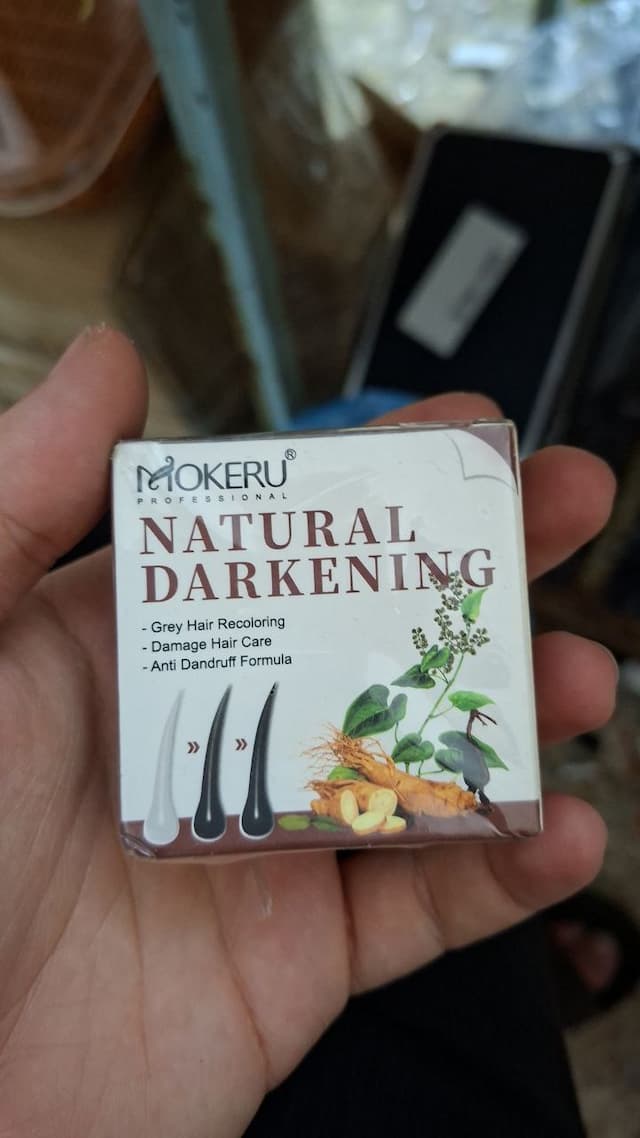 MOKERU®
PROFESSIONAL
NATURAL
DARKENING
- Grey Hair Recoloring
- Damage Hair Care
- Anti Dandruff Formula